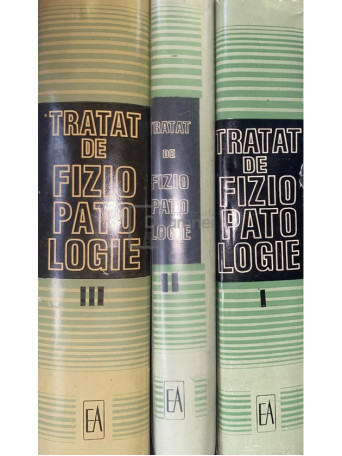 TRATAT
DE
FIZIO
PATO
LOGIE
III
EA
TRATAT
DE
FIZIO
PATO
LOGIE
II
EA
TRATAT
DE
FIZIO
PATO
LOGIE
I
EA